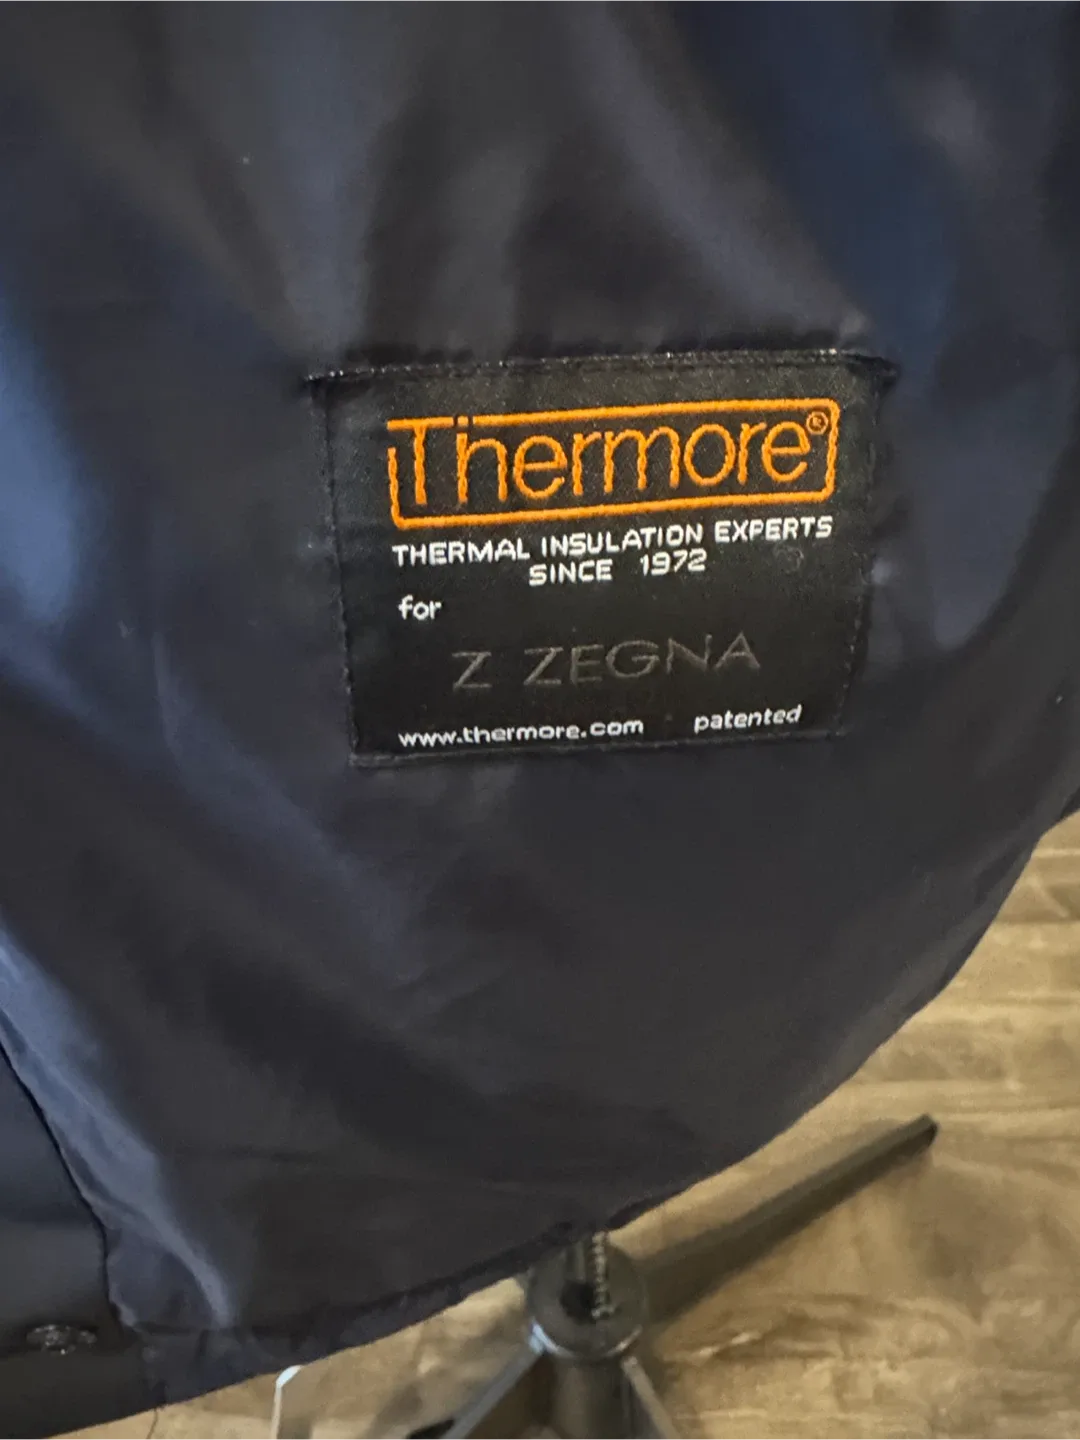 Thermore®
THERMAL INSULATION EXPERTS
SINCE 1972
for
Z ZEGNA
www.thermore.com patented